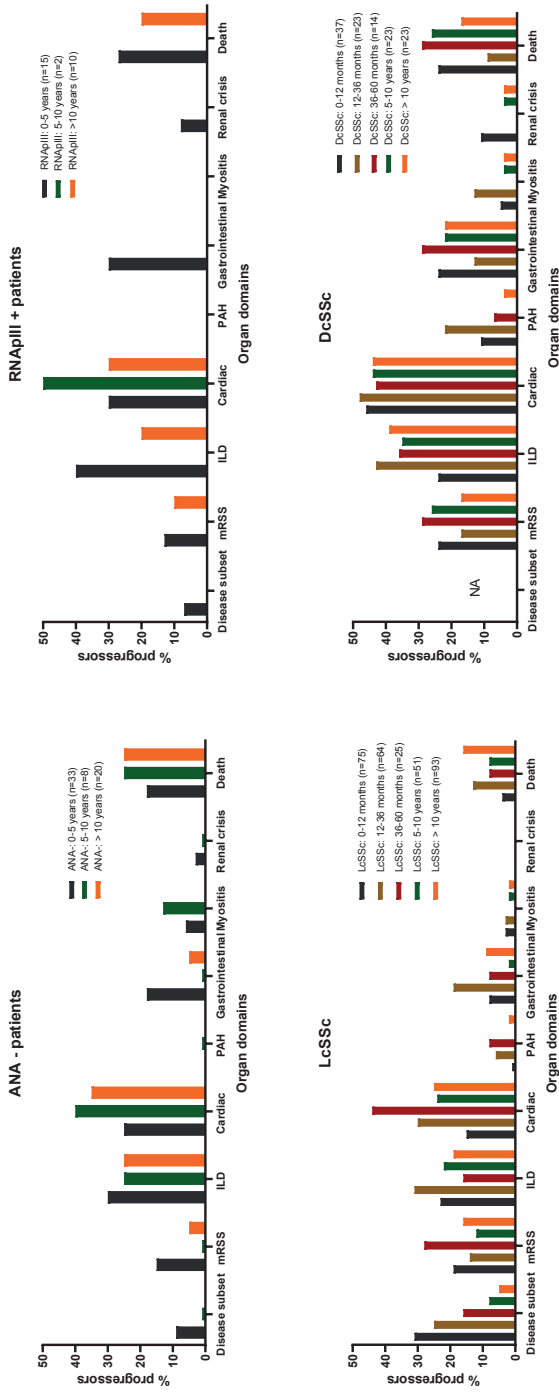 ANA - patients
50
40
30
20
10
0
% progressors
ANA-: 0-5 years (n=33)
ANA-: 5-10 years (n=8)
ANA-: > 10 years (n=20)
Disease subset mRSS ILD Cardiac PAH Gastrointestinal Myositis Renal crisis Death
Organ domains
RNApIII + patients
50
40
30
20
10
0
% progressors
RNApIII: 0-5 years (n=15)
RNApIII: 5-10 years (n=2)
RNApIII: >10 years (n=10)
Disease subset mRSS ILD Cardiac PAH Gastrointestinal Myositis Renal crisis Death
Organ domains
LcSSc
50
40
30
20
10
0
% progressors
LcSSc: 0-12 months (n=75)
LcSSc: 12-36 months (n=64)
LcSSc: 36-60 months (n=25)
LcSSc: 5-10 years (n=51)
LcSSc: > 10 years (n=93)
Disease subset mRSS ILD Cardiac PAH Gastrointestinal Myositis Renal crisis Death
Organ domains
DcSSc
50
40
30
20
10
0
% progressors
NA
DcSSc: 0-12 months (n=37)
DcSSc: 12-36 months (n=23)
DcSSc: 36-60 months (n=14)
DcSSc: 5-10 years (n=23)
DcSSc: > 10 years (n=23)
Disease subset mRSS ILD Cardiac PAH Gastrointestinal Myositis Renal crisis Death
Organ domains